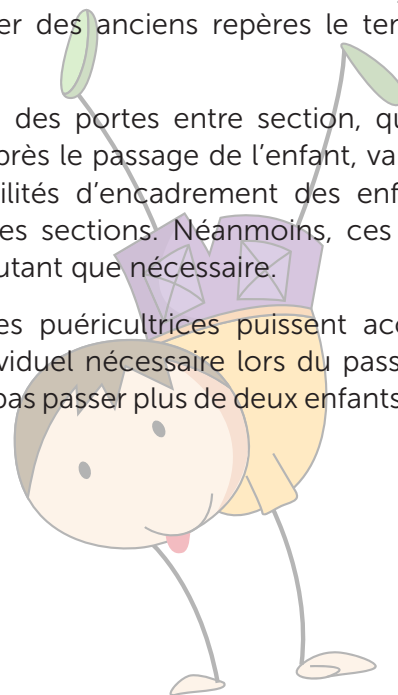 er des anciens repères le ter
des portes entre section, qu
près le passage de l'enfant, va
ilités d'encadrement des enf
es sections. Néanmoins, ces
utant que nécessaire.
es puéricultrices puissent acc
viduel nécessaire lors du pass
pas passer plus de deux enfants